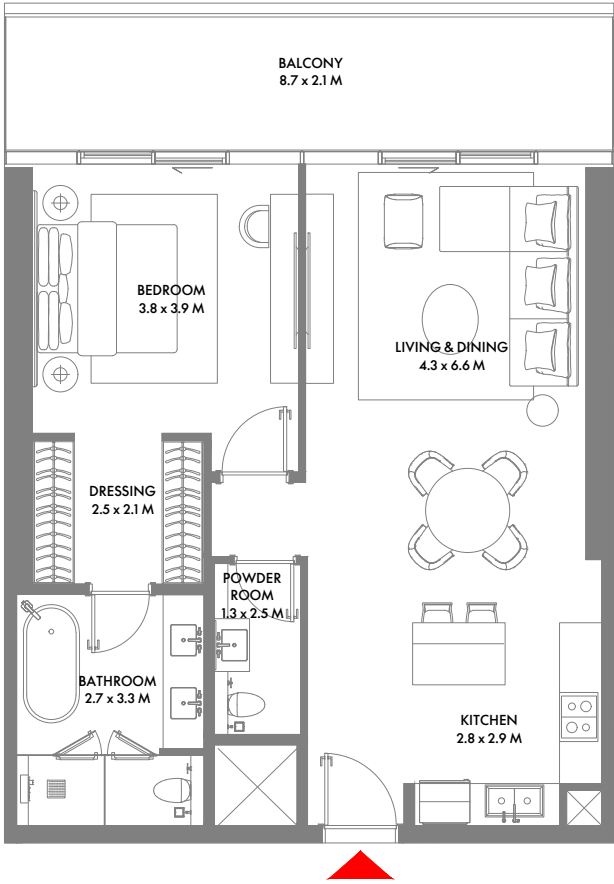 BALCONY
8.7 x 2.1 M
BEDROOM
3.8 x 3.9 M
LIVING & DINING
4.3 x 6.6 M
DRESSING
2.5 x 2.1 M
POWDER
ROOM
1.3 x 2.5 M
BATHROOM
2.7 x 3.3 M
KITCHEN
2.8 x 2.9 M